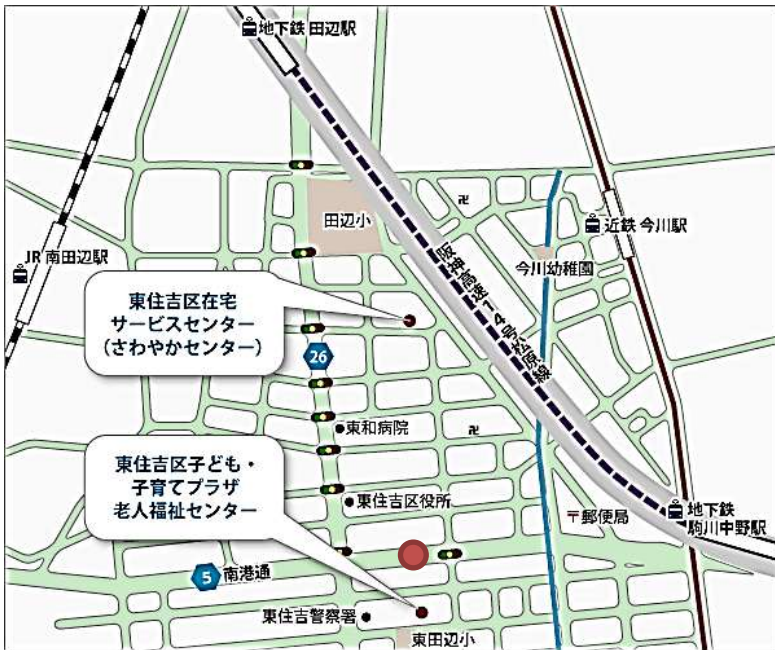 地下鉄 田辺駅
田辺小
卍
近鉄 今川駅
今川幼稚園
JR 南田辺駅
阪神高速14号松原線
東住吉区在宅
サービスセンター
（さわやかセンター）
26
東和病院
卍
東住吉区子ども・
子育てプラザ
老人福祉センター
東住吉区役所
〒郵便局
地下鉄
駒川中野駅
5
南港通
東住吉警察署
東田辺小